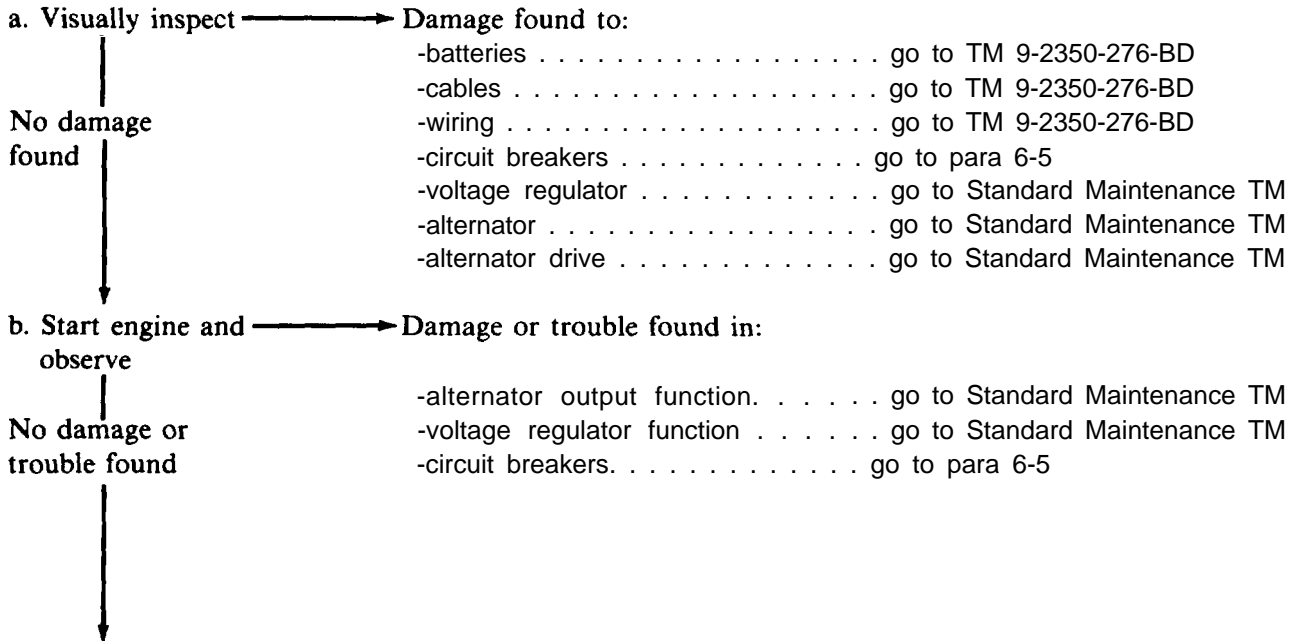 a. Visually inspect Damage found to:
-batteries . . . . . . . . . . . . . . . . . . go to TM 9-2350-276-BD
-cables . . . . . . . . . . . . . . . . . . . go to TM 9-2350-276-BD
No damage -wiring . . . . . . . . . . . . . . . . . . . . go to TM 9-2350-276-BD
found -circuit breakers . . . . . . . . . . . . . go to para 6-5
-voltage regulator . . . . . . . . . . . . go to Standard Maintenance TM
-alternator . . . . . . . . . . . . . . . . . go to Standard Maintenance TM
-alternator drive . . . . . . . . . . . . . go to Standard Maintenance TM
b. Start engine and Damage or trouble found in:
observe
-alternator output function. . . . . . go to Standard Maintenance TM
No damage or -voltage regulator function . . . . . . go to Standard Maintenance TM
trouble found -circuit breakers. . . . . . . . . . . . . go to para 6-5